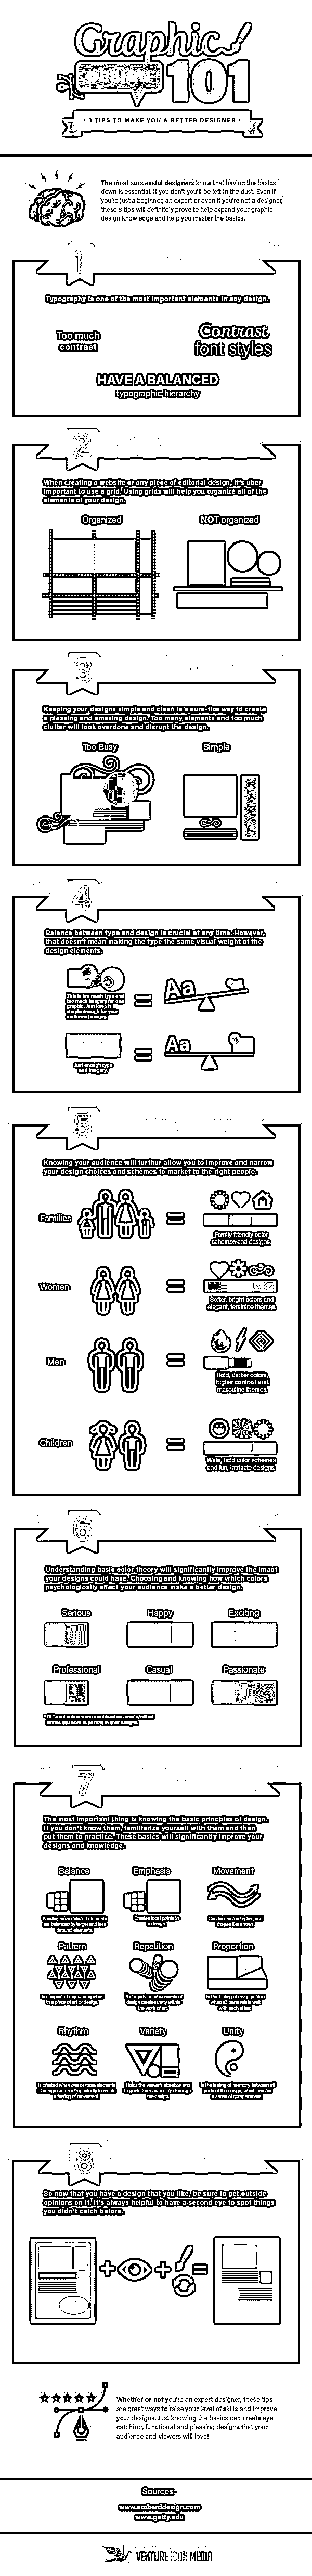 Graphic
DESIGN 101
• 8 TIPS TO MAKE YOU A BETTER DESIGNER •
The most successful designers know that having the basics
down is essential. If you don't you'll be left in the dust. Even if
you're just a beginner, an expert or even if you're not a designer,
these 8 tips will definitely prove to help expand your graphic
design knowledge and help you master the basics.
1
Typography is one of the most important elements in any design.
Too much
contrast
Contrast
font styles
HAVE A BALANCED
typographic hierarchy
2
When creating a website or any piece of editorial design, it's uber
important to use a grid. Using grids will help you organize all of the
elements of your design.
Organized
NOT organized
3
Keeping your designs simple and clean is a sure-fire way to create
a pleasing and amazing design. Too many elements and too much
clutter will look overdone and disrupt the design.
Too Busy
Simple
4
Balance between type and design is crucial at any time. However,
that doesn't mean making the type the same visual weight of the
design elements.
This is too much type and
too much imagery for one
graphic. Just keep it
simple enough for your
audience to enjoy.
Aa
Just enough type
and imagery.
Aa
5
Knowing your audience will furthur allow you to improve and narrow
your design choices and schemes to market to the right people.
Families
Family friendly color
schemes and designs.
Women
Softer, bright colors and
elegant, feminine themes.
Men
Bold, darker colors,
higher contrast and
masculine themes.
Children
Wide, bold color schemes
and fun, intricate designs.
6
Understanding basic color theory will significantly improve the imact
your designs could have. Choosing and knowing how which colors
psychologically affect your audience make a better design.
Serious
Happy
Exciting
Professional
Casual
Passionate
* Different colors when combined can create/reflect
moods you want to portray in your designs.
7
The most important thing is knowing the basic principles of design.
If you don't know them, familiarize yourself with them and then
put them to practice. These basics will significantly improve your
designs and knowledge.
Balance
Emphasis
Movement
Smaller, more detailed elements
are balanced by larger and less
detailed elements.
Creates focal points in
a design.
Can be created by line and
shapes like arrows.
Pattern
Repetition
Proportion
Is a repeated object or symbol
in a piece of art or design.
The repetition of elements of
design creates unity within
the work of art.
Is the feeling of unity created
when all parts relate well
with each other.
Rhythm
Variety
Unity
Is created when one or more elements
of design are used repeatedly to create
a feeling of movement.
Holds the viewer's attention and
to guide the viewer's eye through
the design.
Is the feeling of harmony between all
parts of the design, which creates
a sense of completeness.
8
So now that you have a design that you like, be sure to get outside
opinions on it. It's always helpful to have a second eye to spot things
you didn't catch before.
Whether or not you're an expert designer, these tips
are great ways to raise your level of skills and improve
your designs. Just knowing the basics can create eye
catching, functional and pleasing designs that your
audience and viewers will love!
Sources:
www.amberddesign.com
www.getty.edu
VENTURE ICON MEDIA